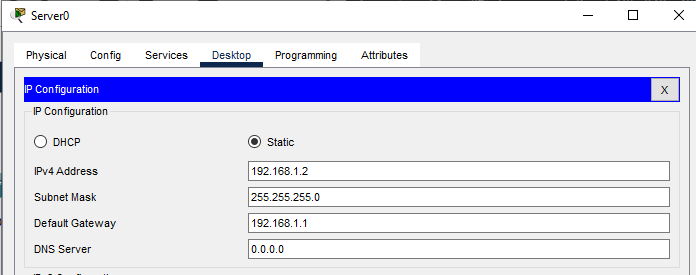 Server0
Physical Config Services Desktop Programming Attributes
IP Configuration X
IP Configuration
DHCP Static
IPv4 Address 192.168.1.2
Subnet Mask 255.255.255.0
Default Gateway 192.168.1.1
DNS Server 0.0.0.0